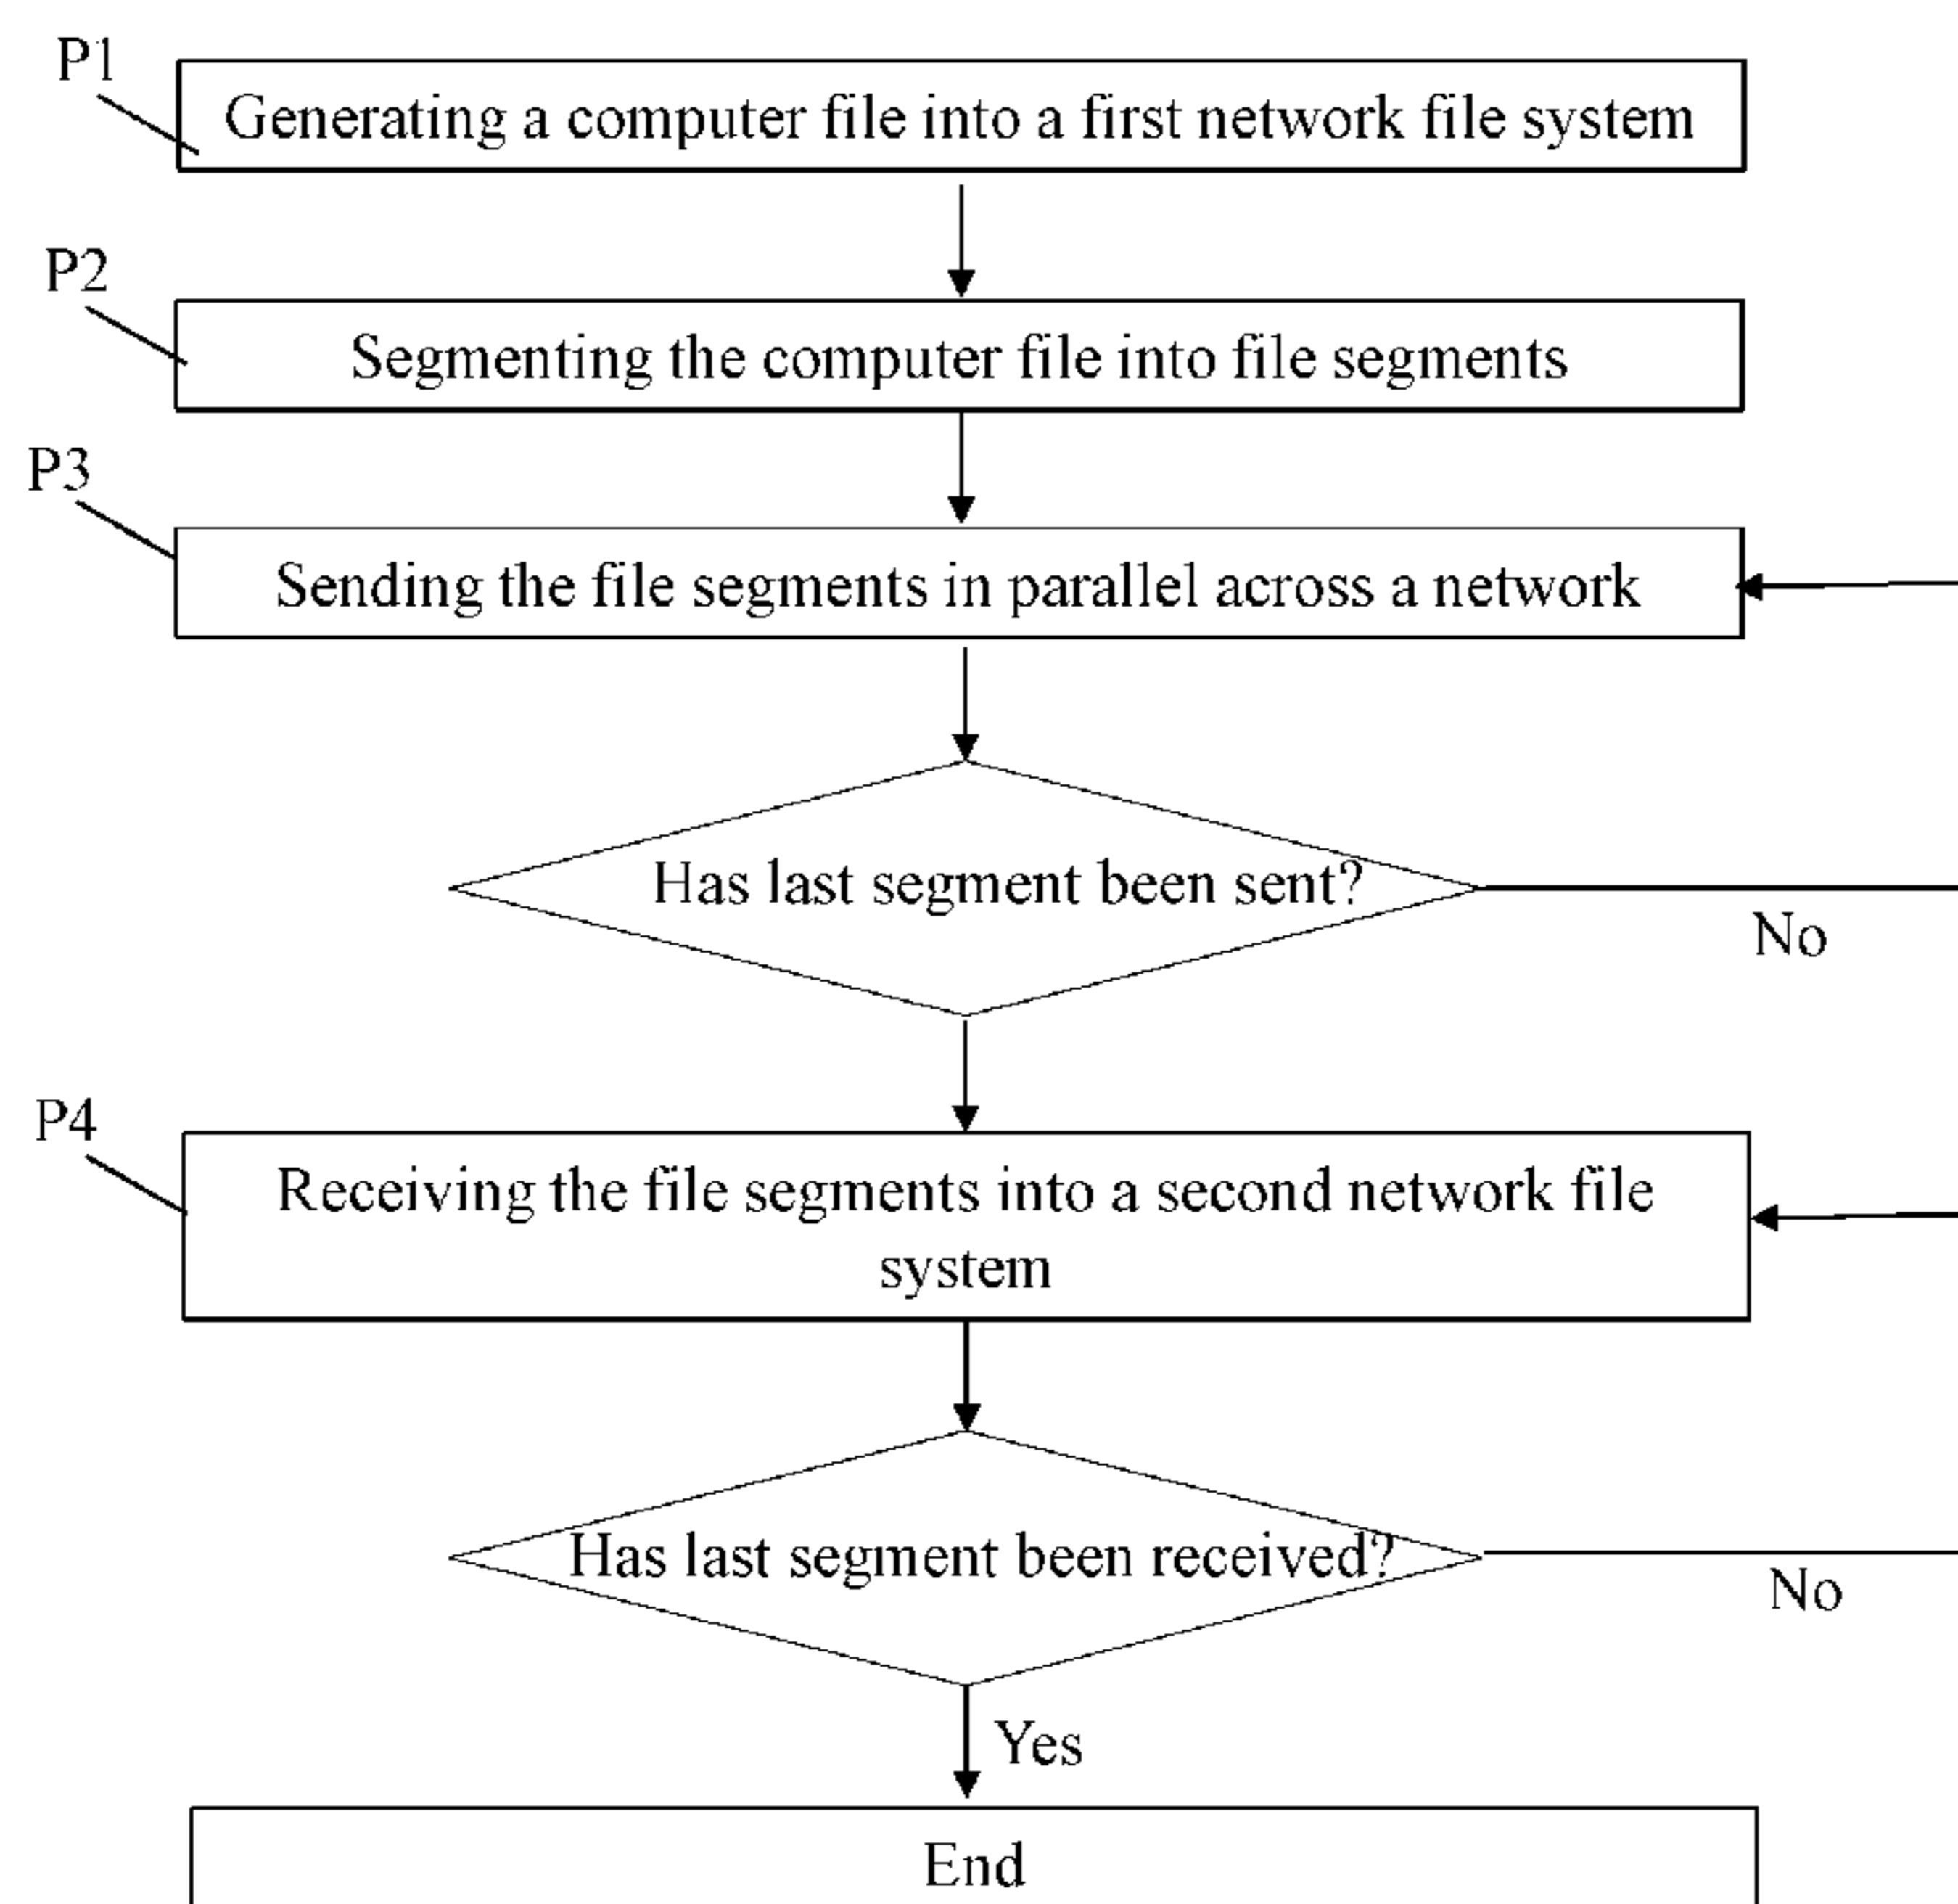 P1
Generating a computer file into a first network file system
P2
Segmenting the computer file into file segments
P3
Sending the file segments in parallel across a network
Has last segment been sent?
No
P4
Receiving the file segments into a second network file
system
Has last segment been received?
No
Yes
End